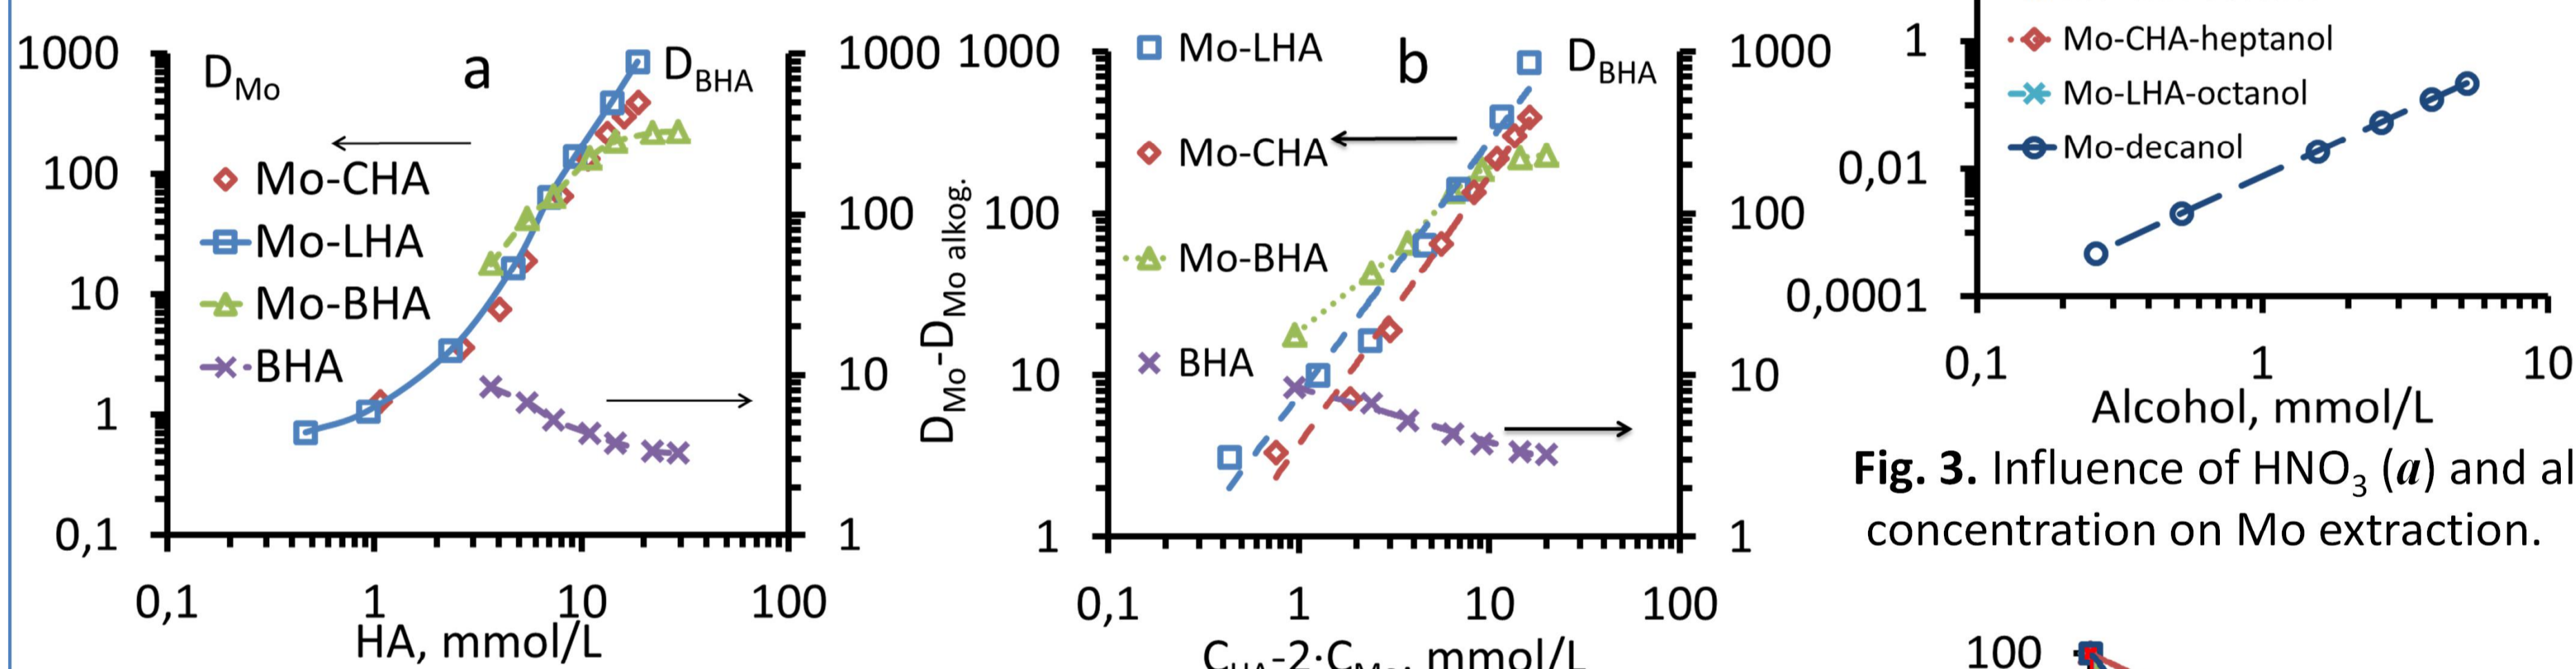 1000
100
10
1
0,1
D_Mo
a
D_BHA
Mo-CHA
Mo-LHA
Mo-BHA
BHA
1000
100
10
1
0,1
1
10
100
HA, mmol/L
D_Mo-D_Mo alkog.
1000
100
10
1
Mo-LHA
b
D_BHA
Mo-CHA
Mo-BHA
BHA
1000
100
10
1
0,1
1
10
100
C_HA-2·C_Mo, mmol/L
1
0,01
0,0001
Mo-CHA-heptanol
Mo-LHA-octanol
Mo-decanol
0,1
1
10
Alcohol, mmol/L
Fig. 3. Influence of HNO₃ (a) and al
concentration on Mo extraction.
100